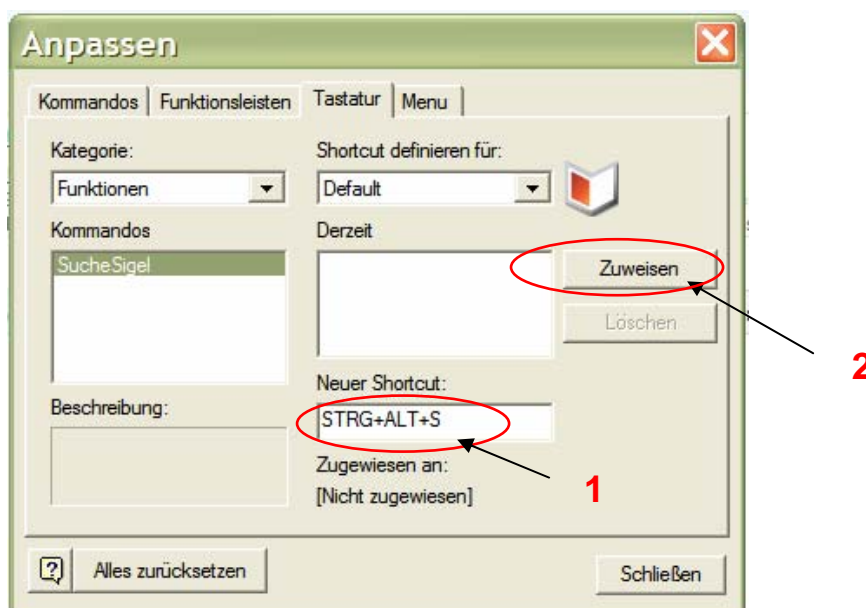 Anpassen
Kommandos Funktionsleisten Tastatur Menu
Kategorie: Shortcut definieren für:
Funktionen Default
Kommandos Derzeit
SucheSigel Zuweisen
Löschen
2
Neuer Shortcut:
Beschreibung: STRG+ALT+S
Zugewiesen an:
1
[Nicht zugewiesen]
Alles zurücksetzen Schließen